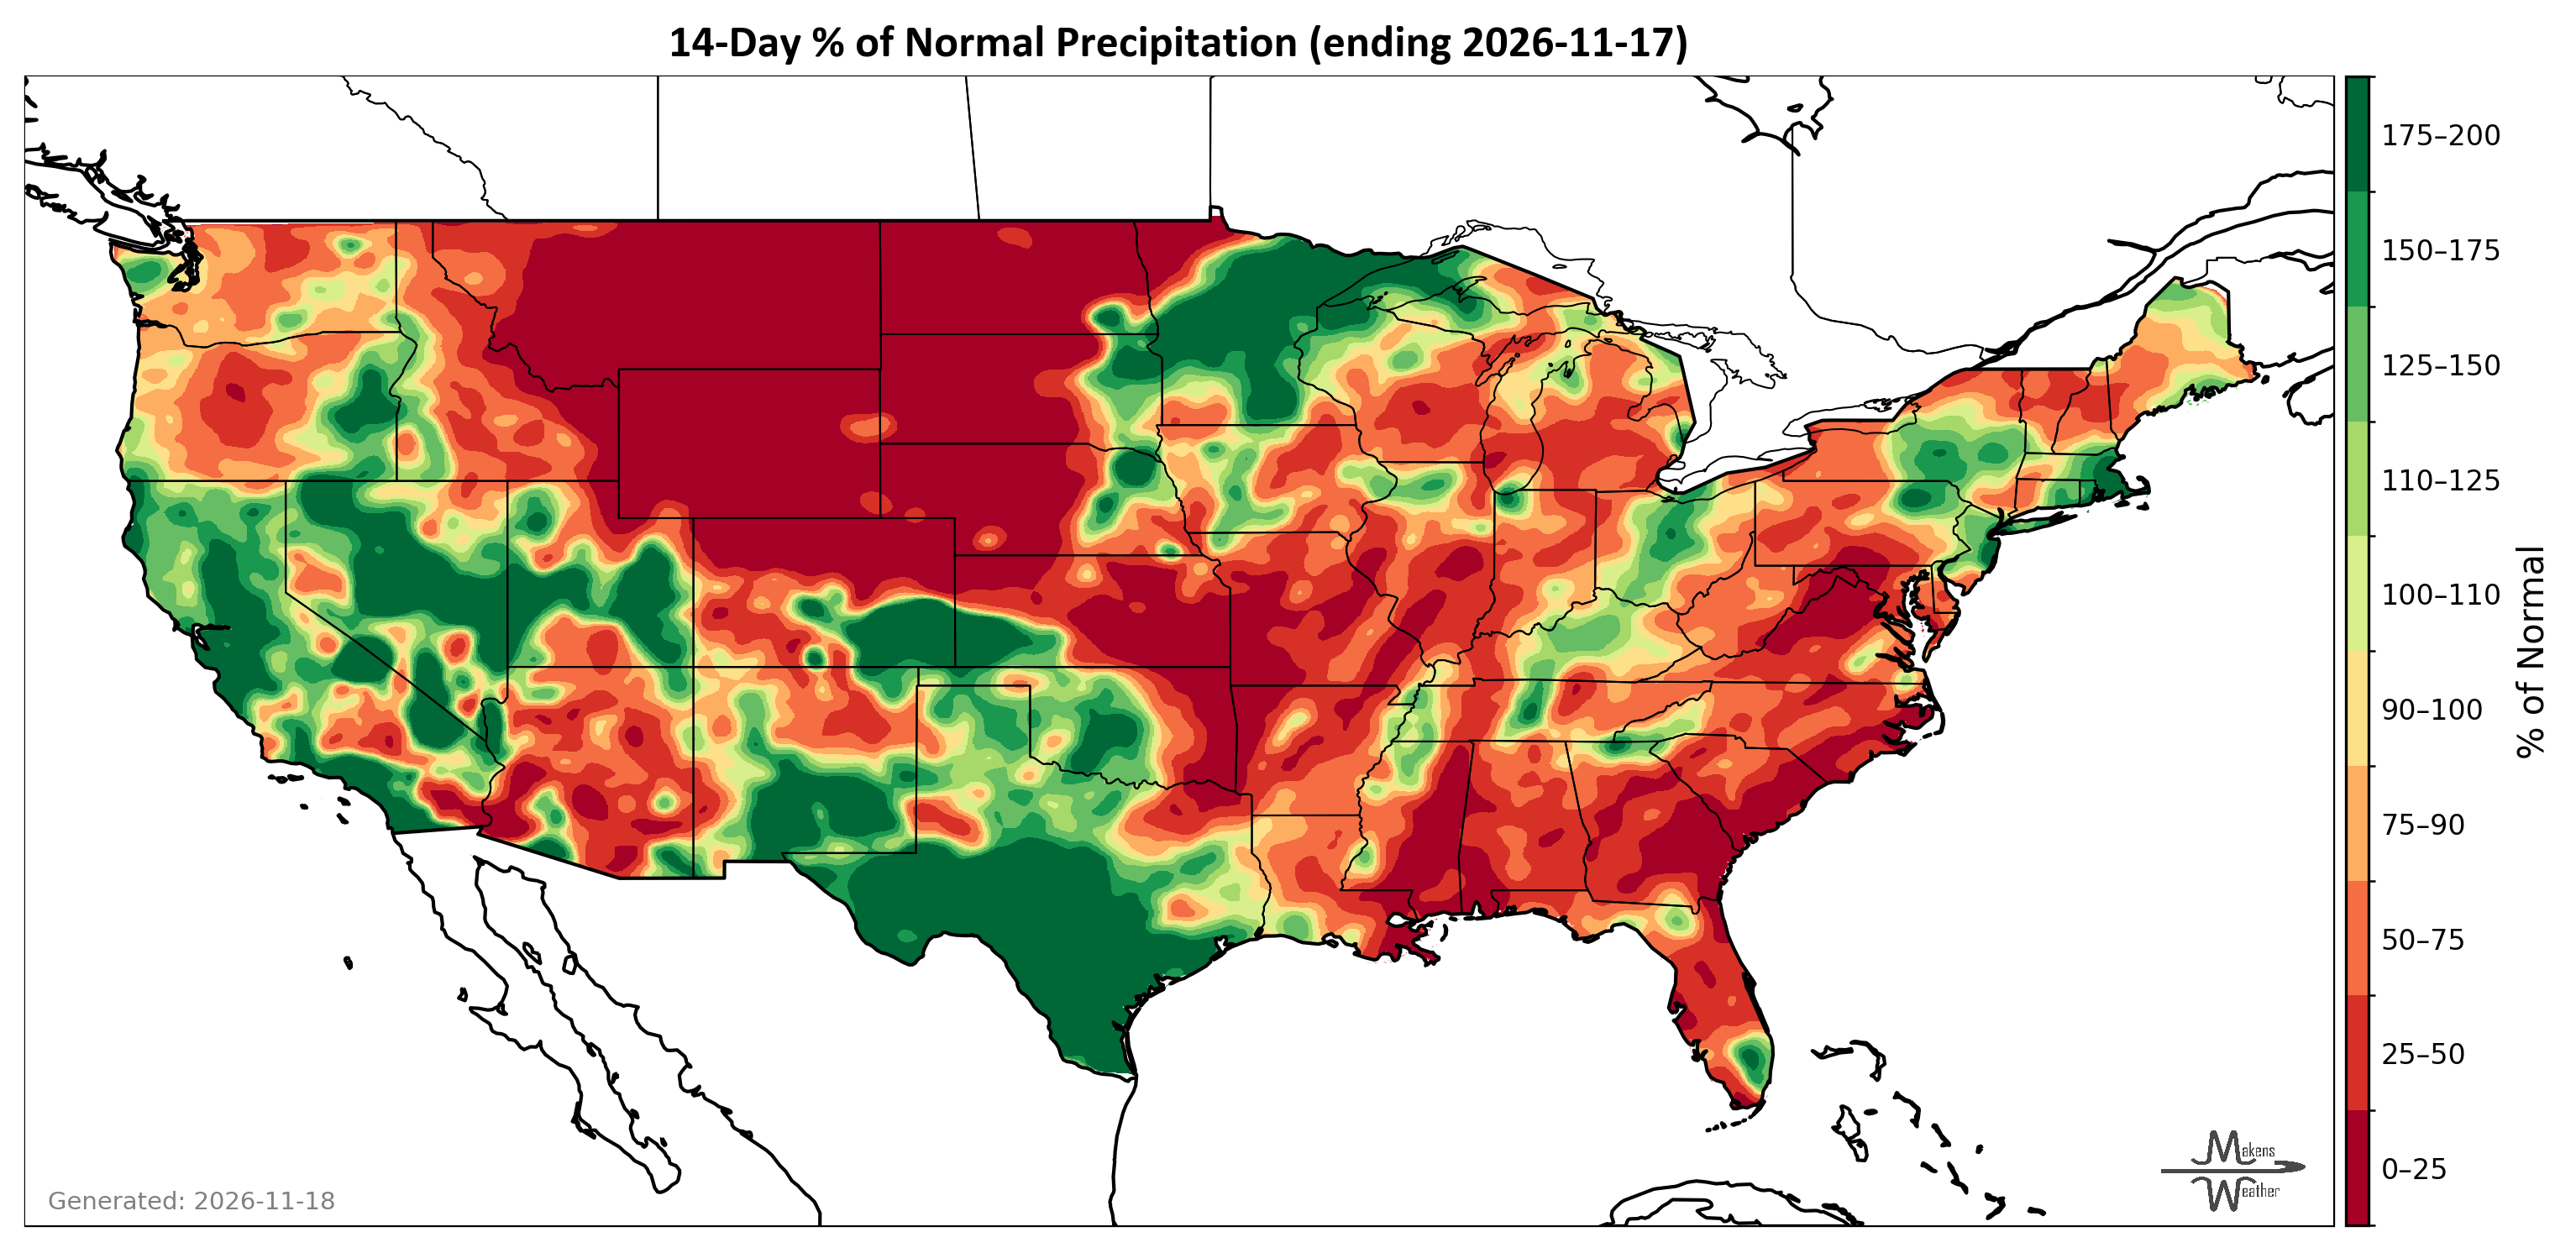 14-Day % of Normal Precipitation (ending 2026-11-17)
175–200
150–175
125–150
110–125
100–110
90–100
75–90
50–75
25–50
0–25
% of Normal
Generated: 2026-11-18
Makens
Weather